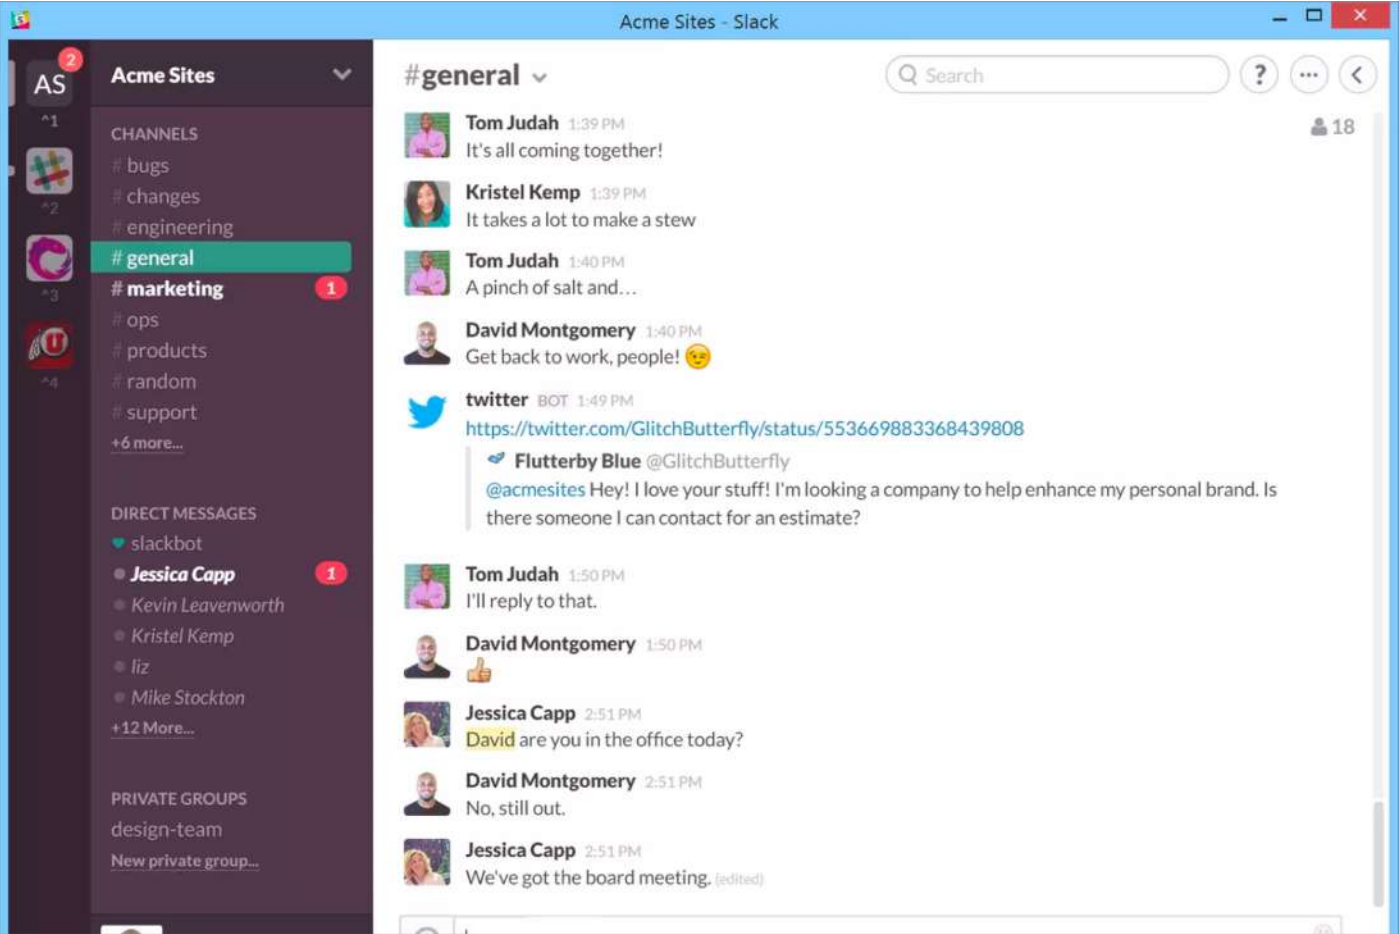 Acme Sites - Slack
AS
2
^1
^2
^3
U
^4
Acme Sites
CHANNELS
# bugs
# changes
# engineering
# general
# marketing 1
# ops
# products
# random
# support
+6 more...
DIRECT MESSAGES
slackbot
Jessica Capp 1
Kevin Leavenworth
Kristel Kemp
liz
Mike Stockton
+12 More...
PRIVATE GROUPS
design-team
New private group...
#general
Search
?
18
Tom Judah 1:39 PM
It's all coming together!
Kristel Kemp 1:39 PM
It takes a lot to make a stew
Tom Judah 1:40 PM
A pinch of salt and…
David Montgomery 1:40 PM
Get back to work, people! 😉
twitter BOT 1:49 PM
https://twitter.com/GlitchButterfly/status/553669883368439808
Flutterby Blue @GlitchButterfly
@acmesites Hey! I love your stuff! I'm looking a company to help enhance my personal brand. Is
there someone I can contact for an estimate?
Tom Judah 1:50 PM
I'll reply to that.
David Montgomery 1:50 PM
👍
Jessica Capp 2:51 PM
David are you in the office today?
David Montgomery 2:51 PM
No, still out.
Jessica Capp 2:51 PM
We've got the board meeting. (edited)